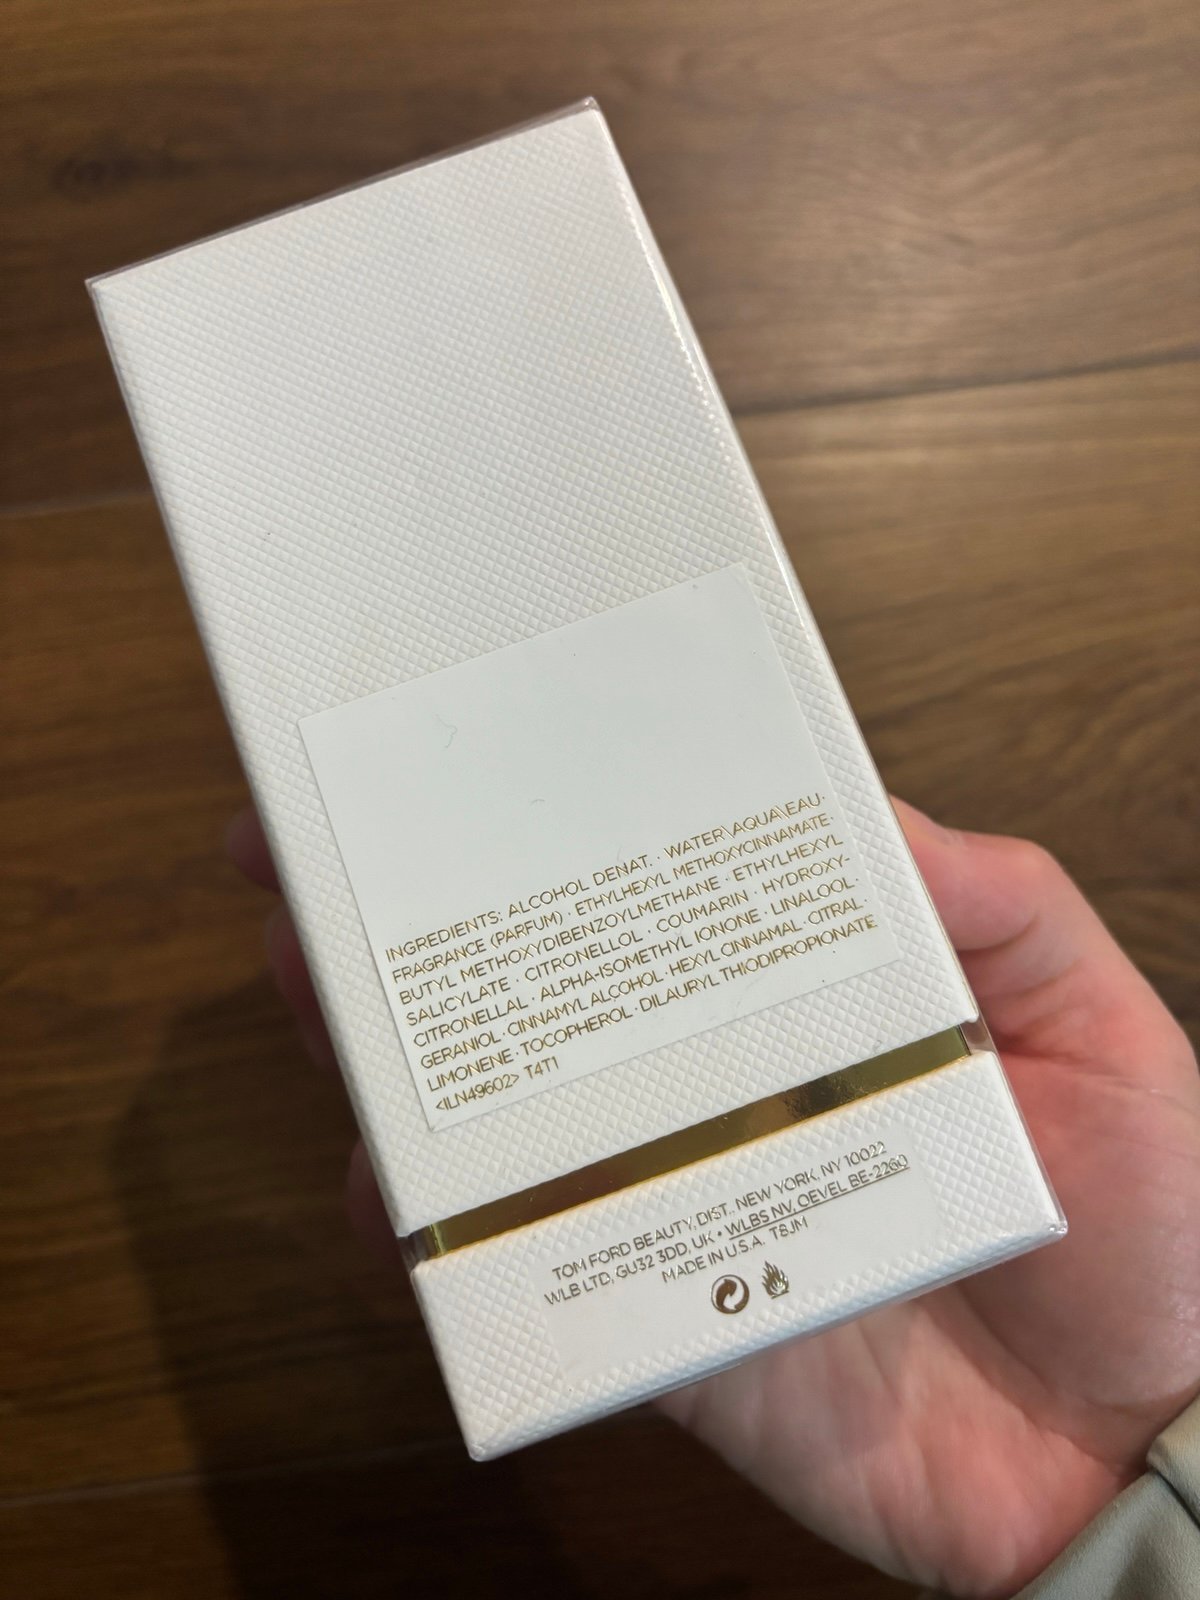 INGREDIENTS: ALCOHOL DENAT. · WATER\AQUA\EAU ·
FRAGRANCE (PARFUM) · ETHYLHEXYL METHOXYCINNAMATE ·
BUTYL METHOXYDIBENZOYLMETHANE · ETHYLHEXYL
SALICYLATE · CITRONELLOL · COUMARIN · HYDROXY-
CITRONELLAL · ALPHA-ISOMETHYL IONONE · LINALOOL ·
GERANIOL · CINNAMYL ALCOHOL · HEXYL CINNAMAL · CITRAL ·
LIMONENE · TOCOPHEROL · DILAURYL THIODIPROPIONATE
<ILN49602> T4T1
TOM FORD BEAUTY, DIST., NEW YORK, NY 10022
WLB LTD, GU32 3DD, UK • WLBS NV, OEVEL BE-2260
MADE IN U.S.A. T8JM